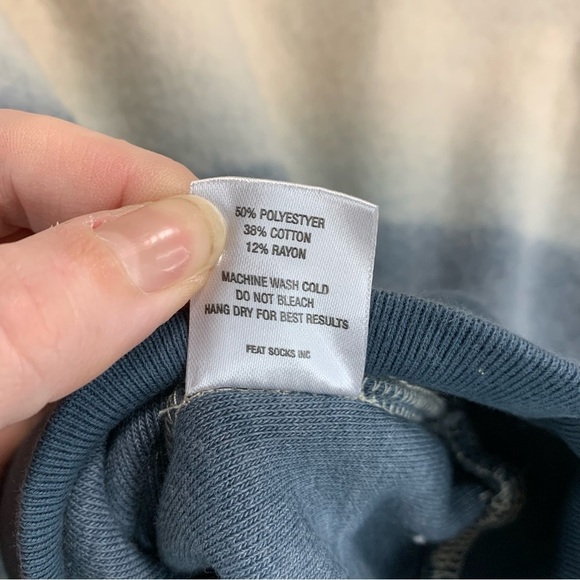 50% POLYESTYER
38% COTTON
12% RAYON
MACHINE WASH COLD
DO NOT BLEACH
HANG DRY FOR BEST RESULTS
FEAT SOCKS INC